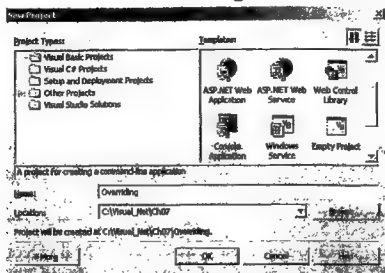 New Project
Project Types:
Templates:
Visual Basic Projects
Visual C# Projects
Setup and Deployment Projects
Other Projects
Visual Studio Solutions
ASP.NET Web Application
ASP.NET Web Service
Web Control Library
Console Application
Windows Service
Empty Project
A project for creating a command-line application
Name:
Overriding
Location:
C:\Visual_Net\Ch07
Browse...
Project will be created at C:\Visual_Net\Ch07\Overriding.
More
OK
Cancel
Help